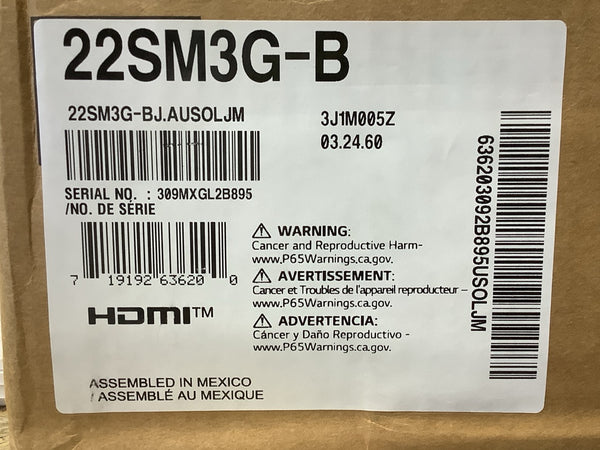 22SM3G-B
22SM3G-BJ.AUSOLJM
3J1M005Z
03.24.60
SERIAL NO. : 309MXGL2B895
/NO. DE SÉRIE
7 19192 63620 0
HDMI™
ASSEMBLED IN MEXICO
/ ASSEMBLÉ AU MEXIQUE
⚠ WARNING:
Cancer and Reproductive Harm-
www.P65Warnings.ca.gov.
⚠ AVERTISSEMENT:
Cancer et Troubles de l'appareil reproducteur –
www.P65Warnings.ca.gov.
⚠ ADVERTENCIA:
Cáncer y Daño Reproductivo -
www.P65Warnings.ca.gov.
636203092B895USOLJM